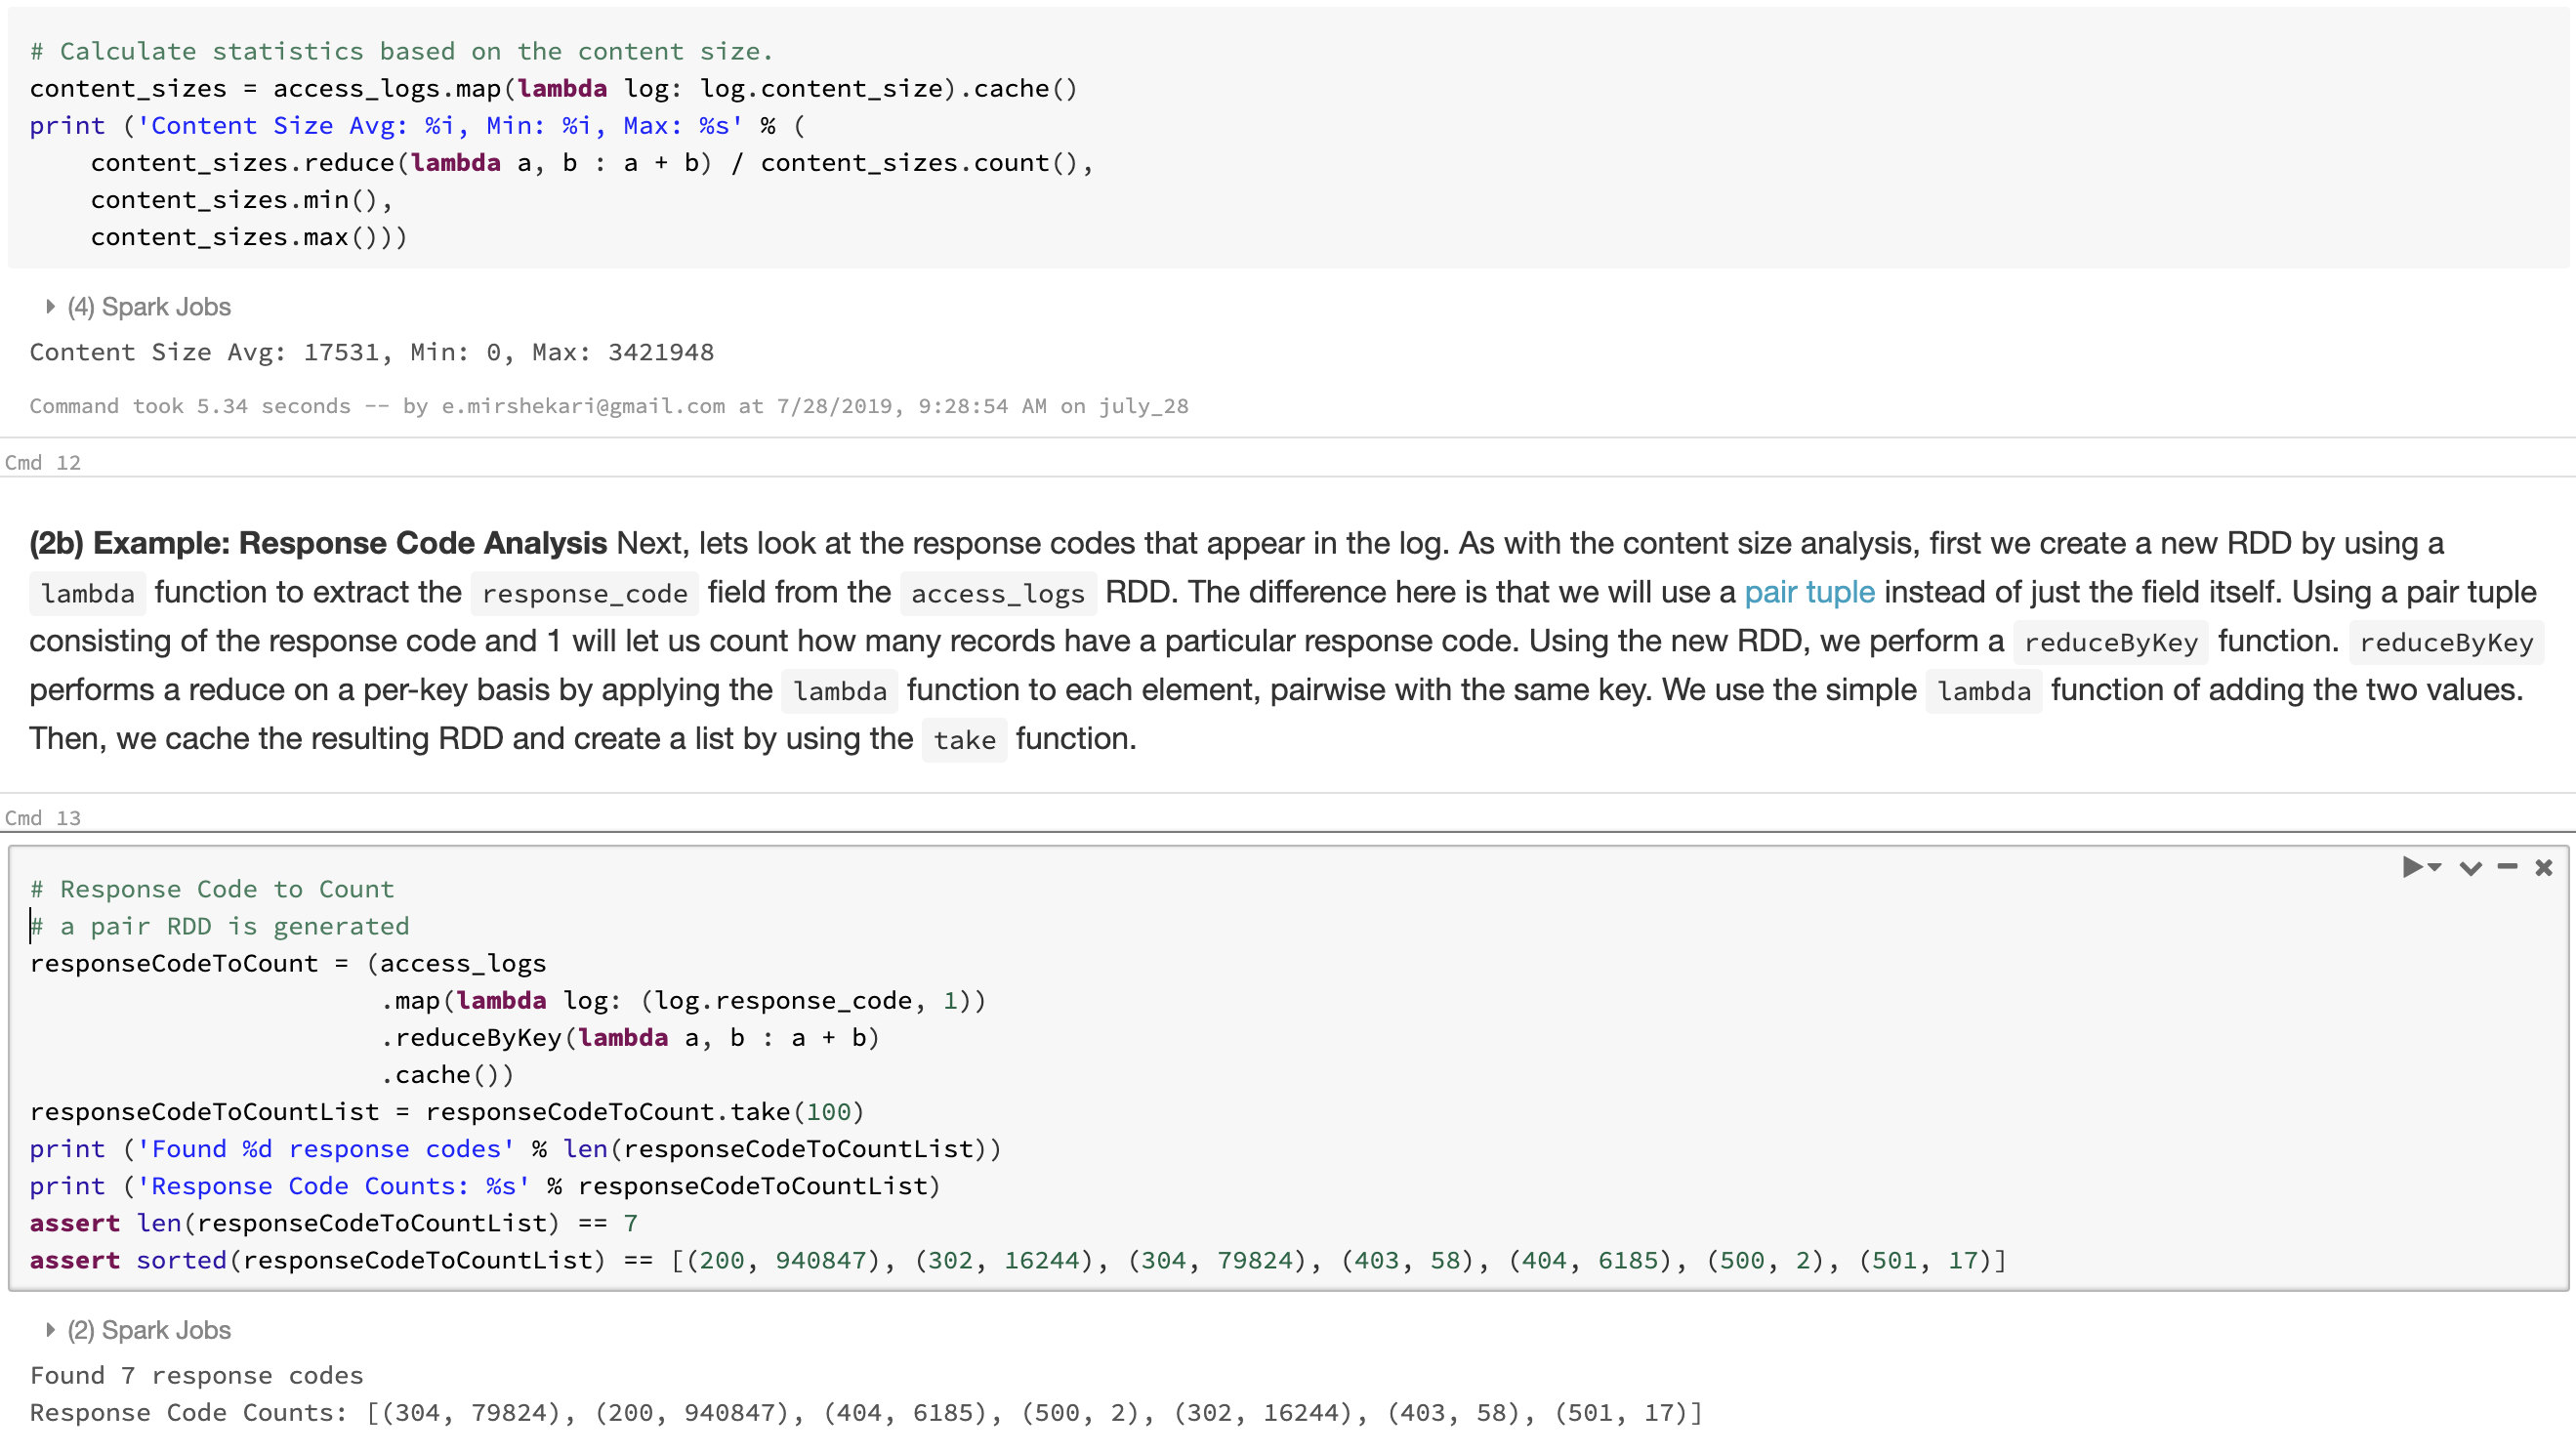 # Calculate statistics based on the content size.
content_sizes = access_logs.map(lambda log: log.content_size).cache()
print ('Content Size Avg: %i, Min: %i, Max: %s' % (
    content_sizes.reduce(lambda a, b : a + b) / content_sizes.count(),
    content_sizes.min(),
    content_sizes.max()))
(4) Spark Jobs
Content Size Avg: 17531, Min: 0, Max: 3421948
Command took 5.34 seconds -- by e.mirshekari@gmail.com at 7/28/2019, 9:28:54 AM on july_28
Cmd 12
(2b) Example: Response Code Analysis Next, lets look at the response codes that appear in the log. As with the content size analysis, first we create a new RDD by using a
lambda function to extract the response_code field from the access_logs RDD. The difference here is that we will use a pair tuple instead of just the field itself. Using a pair tuple
consisting of the response code and 1 will let us count how many records have a particular response code. Using the new RDD, we perform a reduceByKey function. reduceByKey
performs a reduce on a per-key basis by applying the lambda function to each element, pairwise with the same key. We use the simple lambda function of adding the two values.
Then, we cache the resulting RDD and create a list by using the take function.
Cmd 13
# Response Code to Count
# a pair RDD is generated
responseCodeToCount = (access_logs
                       .map(lambda log: (log.response_code, 1))
                       .reduceByKey(lambda a, b : a + b)
                       .cache())
responseCodeToCountList = responseCodeToCount.take(100)
print ('Found %d response codes' % len(responseCodeToCountList))
print ('Response Code Counts: %s' % responseCodeToCountList)
assert len(responseCodeToCountList) == 7
assert sorted(responseCodeToCountList) == [(200, 940847), (302, 16244), (304, 79824), (403, 58), (404, 6185), (500, 2), (501, 17)]
(2) Spark Jobs
Found 7 response codes
Response Code Counts: [(304, 79824), (200, 940847), (404, 6185), (500, 2), (302, 16244), (403, 58), (501, 17)]